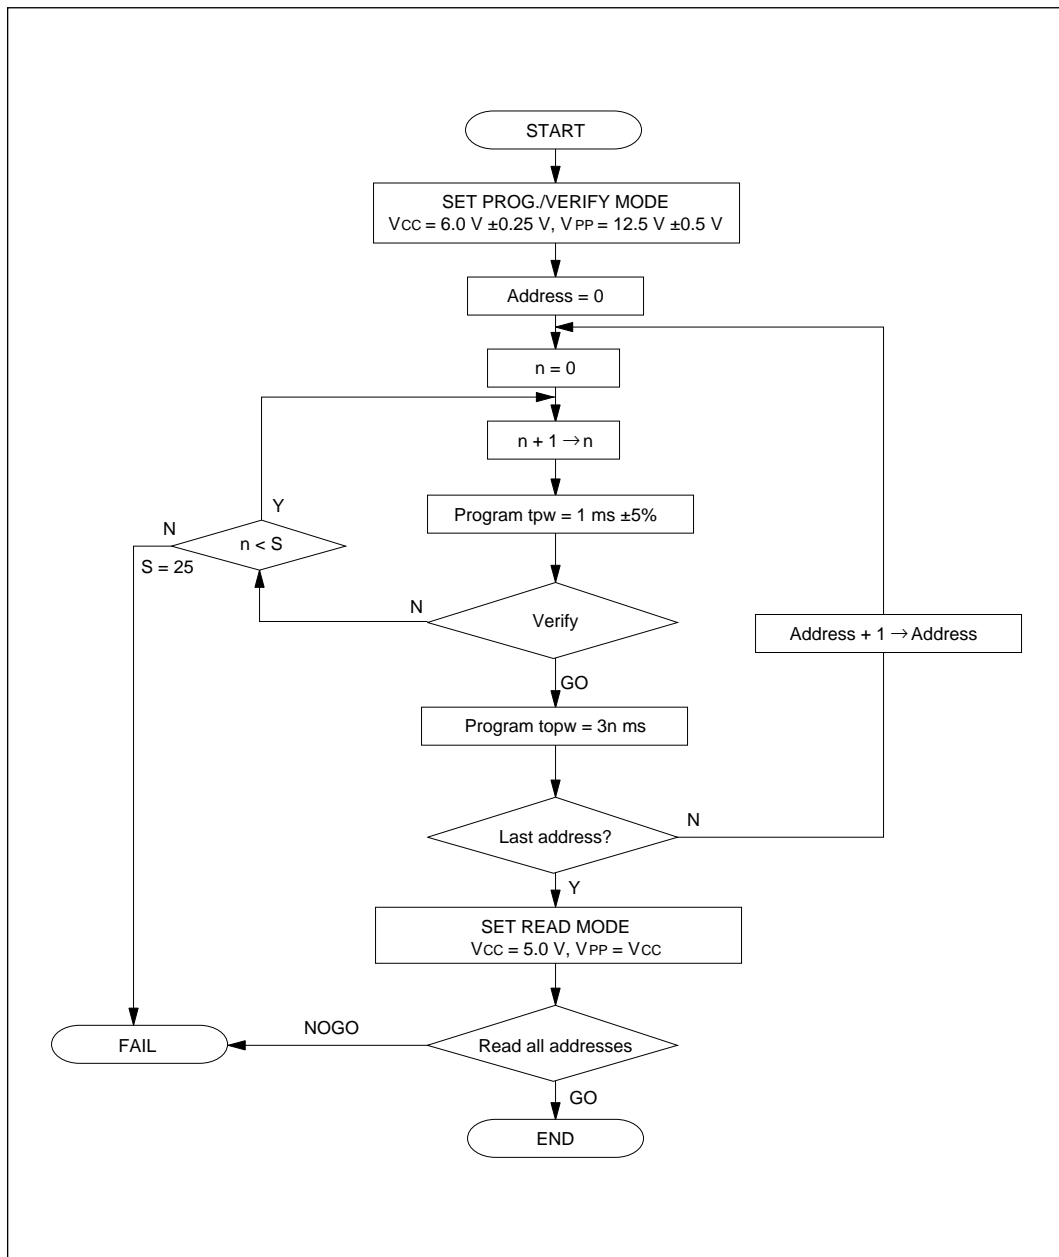 START
SET PROG./VERIFY MODE
VCC = 6.0 V ±0.25 V, VPP = 12.5 V ±0.5 V
Address = 0
n = 0
n + 1 → n
Y
Program tpw = 1 ms ±5%
N
n < S
S = 25
N
Verify
Address + 1 → Address
GO
Program topw = 3n ms
Last address?
N
Y
SET READ MODE
VCC = 5.0 V, VPP = VCC
NOGO
FAIL
Read all addresses
GO
END